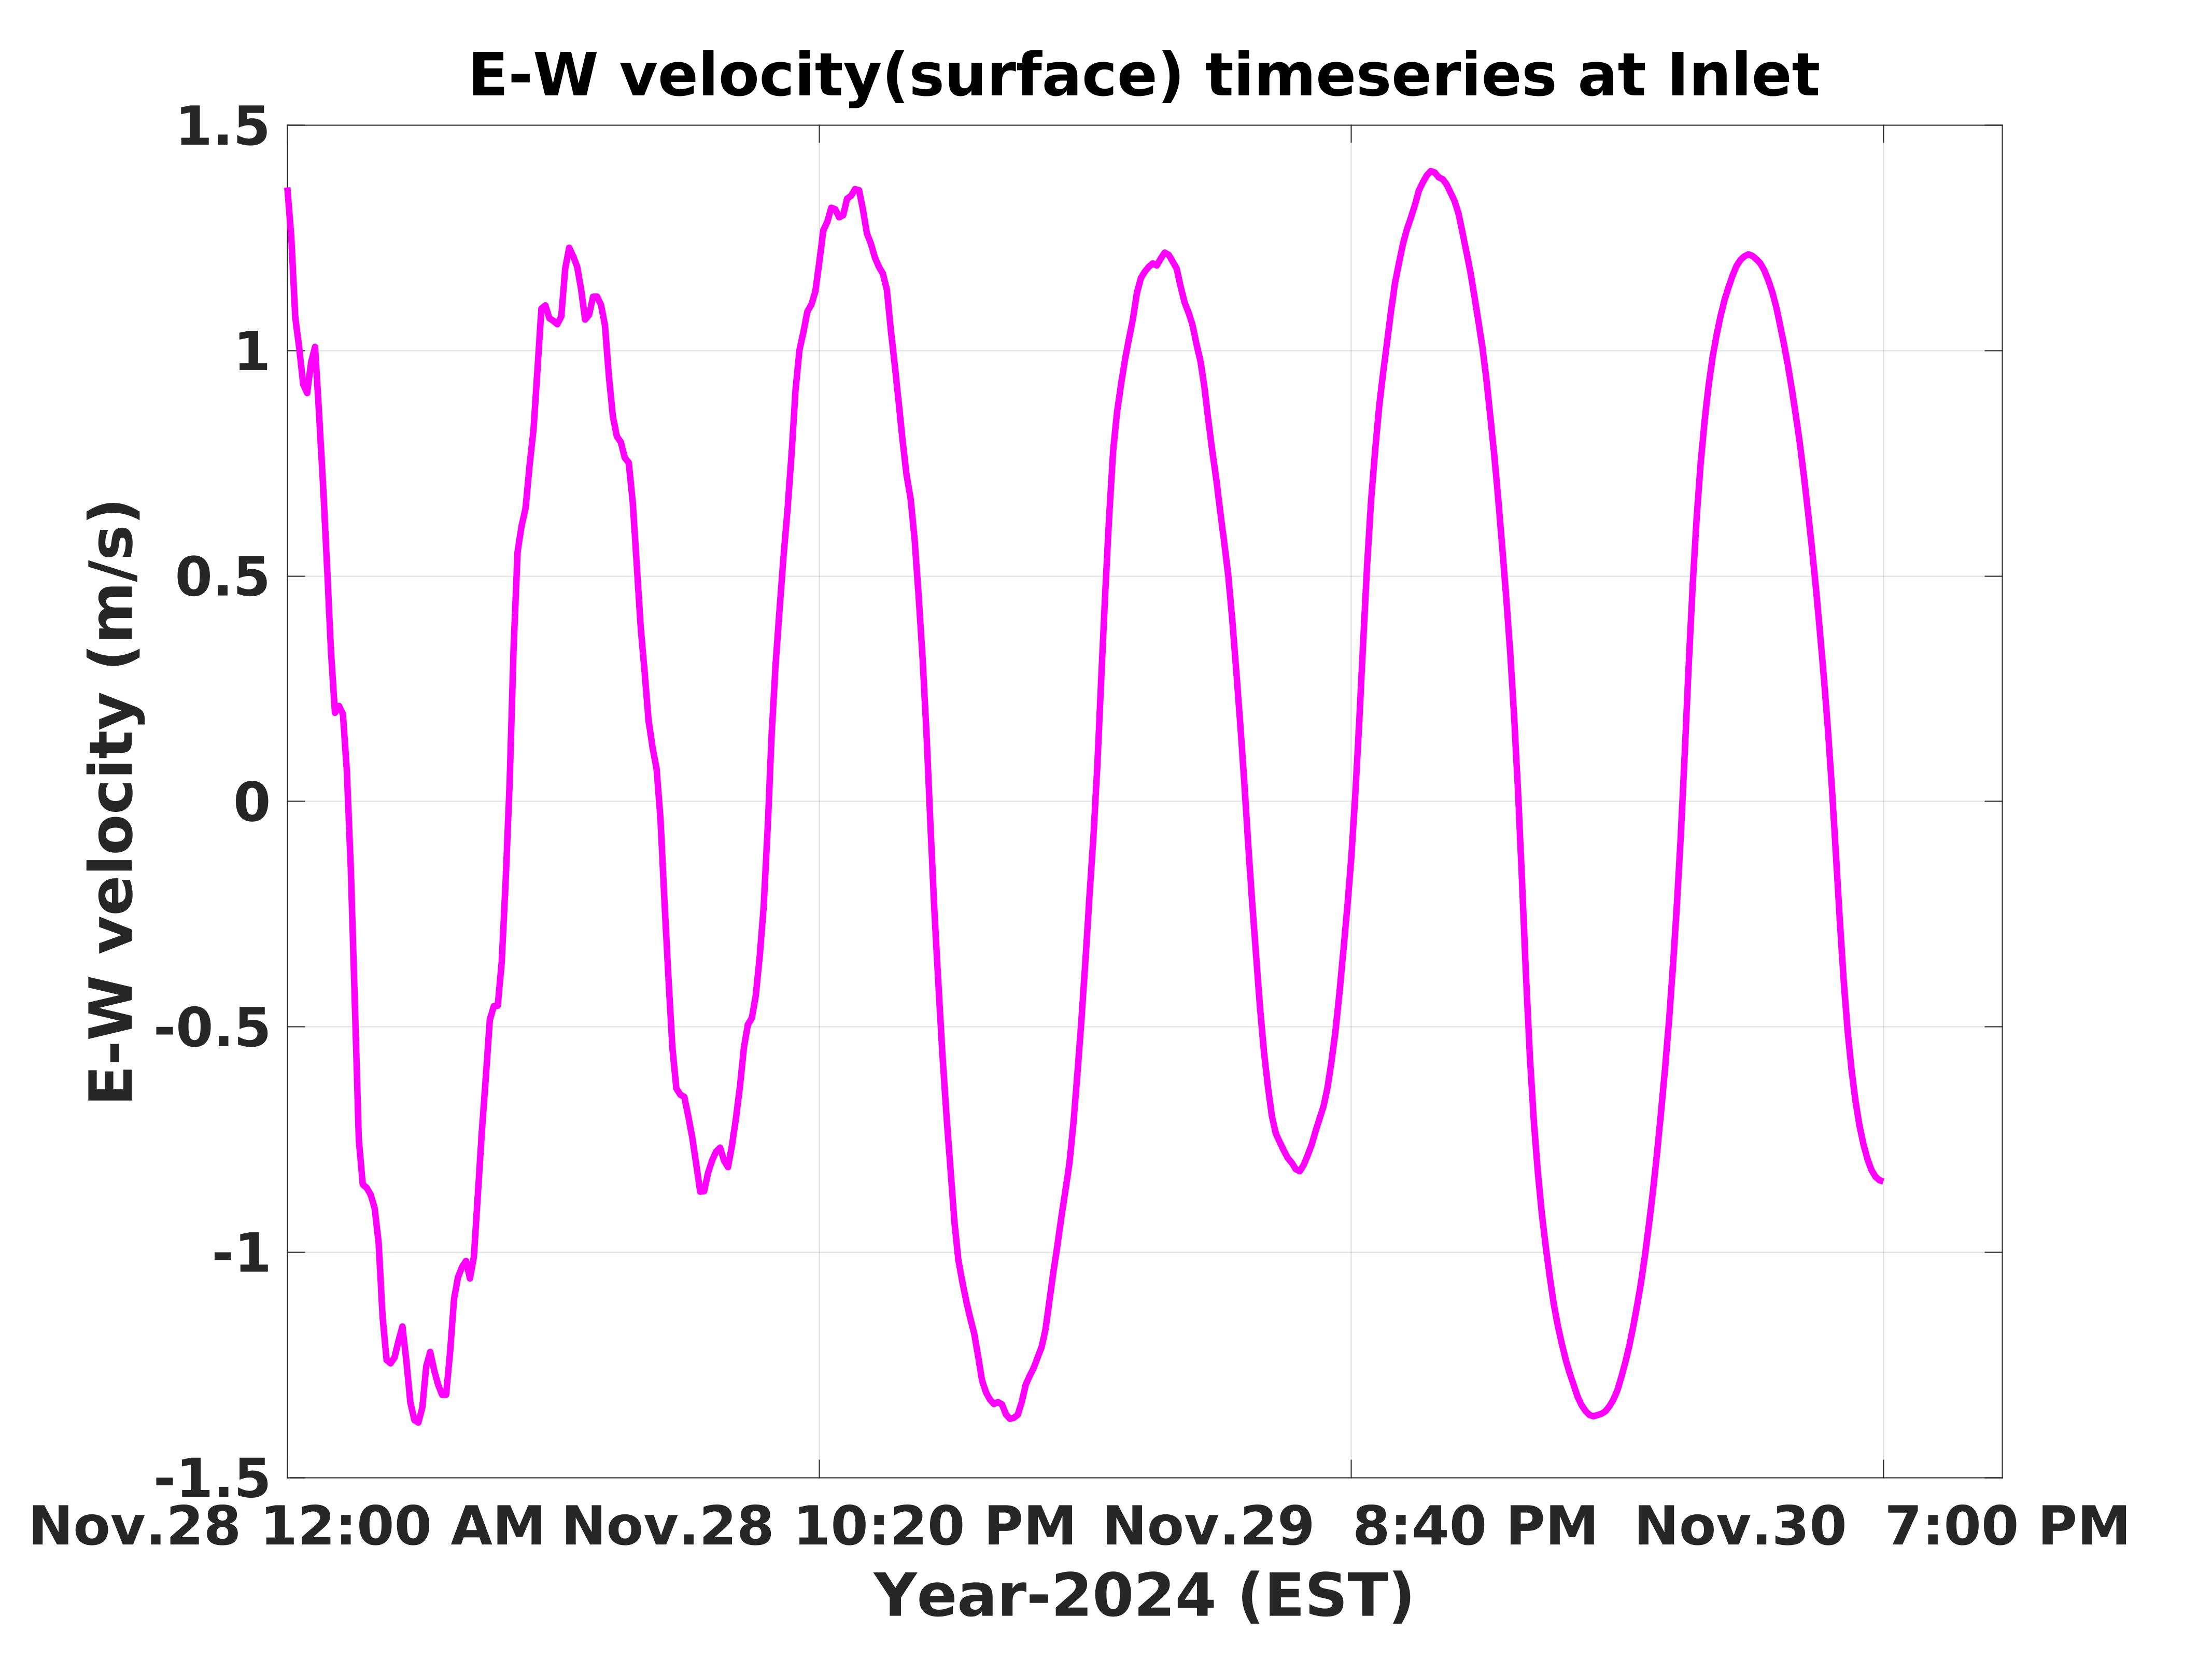 E-W velocity(surface) timeseries at Inlet
E-W velocity (m/s)
1.5
1
0.5
0
-0.5
-1
-1.5
Nov.28 12:00 AM Nov.28 10:20 PM Nov.29 8:40 PM Nov.30 7:00 PM
Year-2024 (EST)